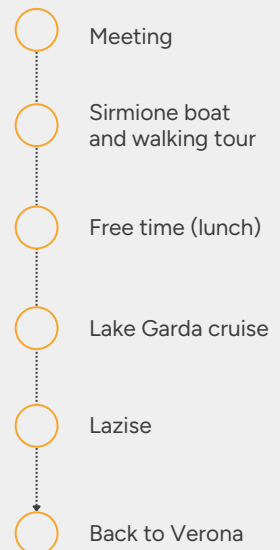 Meeting
Sirmione boat
and walking tour
Free time (lunch)
Lake Garda cruise
Lazise
Back to Verona